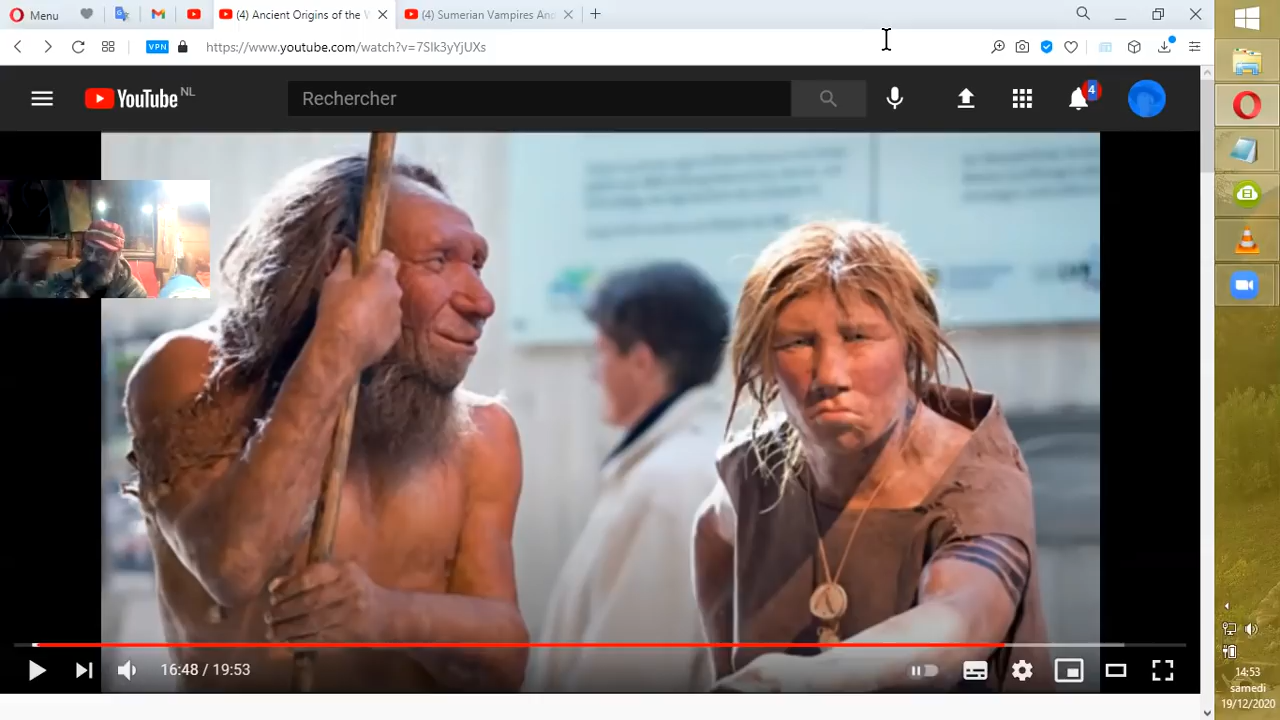 Menu
(4) Ancient Origins of the
(4) Sumerian Vampires And
VPN
https://www.youtube.com/watch?v=7SIk3yYjUXs
YouTube NL
Rechercher
4
16:48 / 19:53
14:53
samedi
19/12/2020